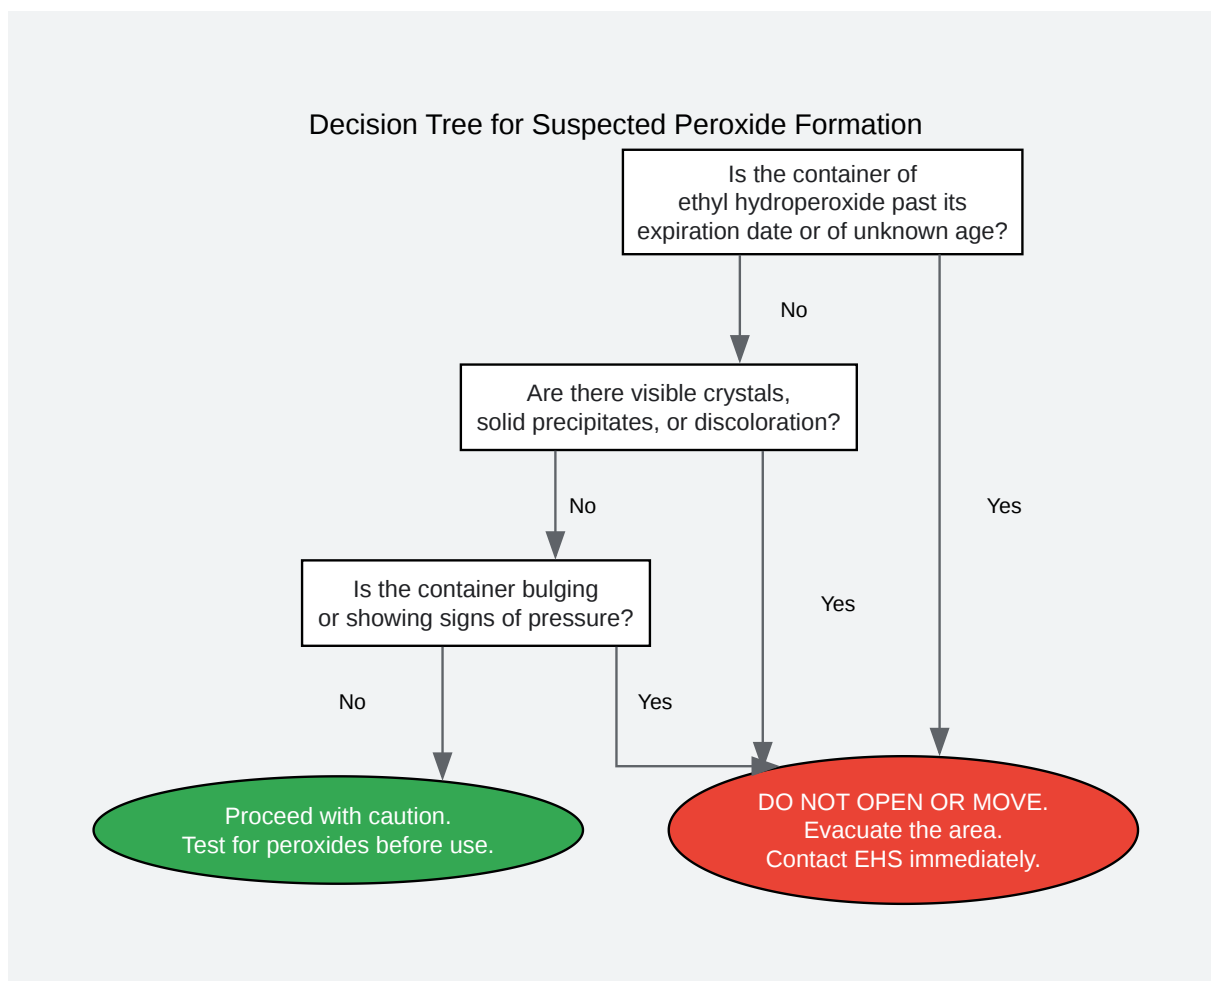 Decision Tree for Suspected Peroxide Formation
Is the container of
ethyl hydroperoxide past its
expiration date or of unknown age?
No
Are there visible crystals,
solid precipitates, or discoloration?
No
Yes
Is the container bulging
or showing signs of pressure?
Yes
No
Yes
Proceed with caution.
Test for peroxides before use.
DO NOT OPEN OR MOVE.
Evacuate the area.
Contact EHS immediately.